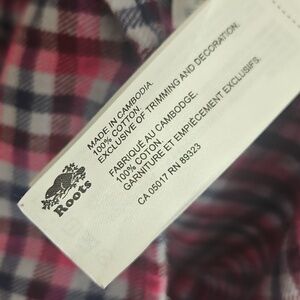 MADE IN CAMBODIA.
100% COTTON.
EXCLUSIVE OF TRIMMING AND DECORATION.
FABRIQUÉ AU CAMBODGE.
100% COTON.
GARNITURE ET EMPIÈCEMENT EXCLUSIFS.
CA 05017 RN 89323
Roots